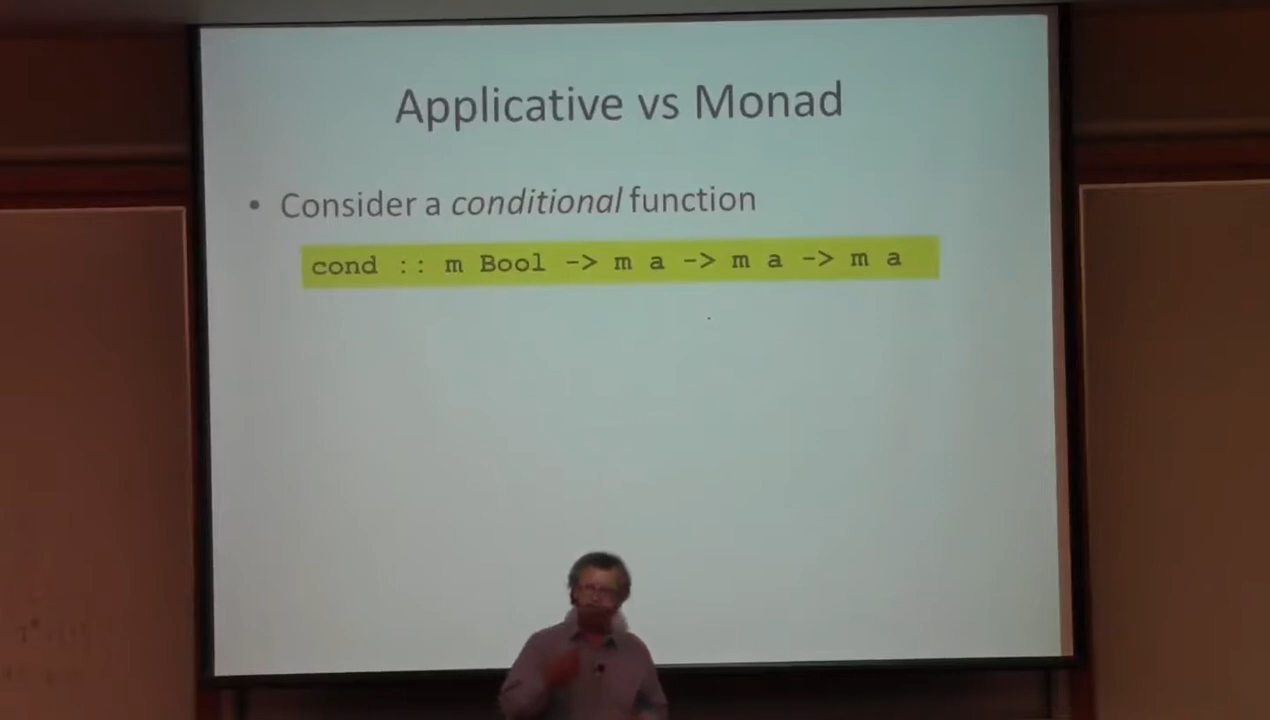 Applicative vs Monad
• Consider a conditional function
cond :: m Bool -> m a -> m a -> m a